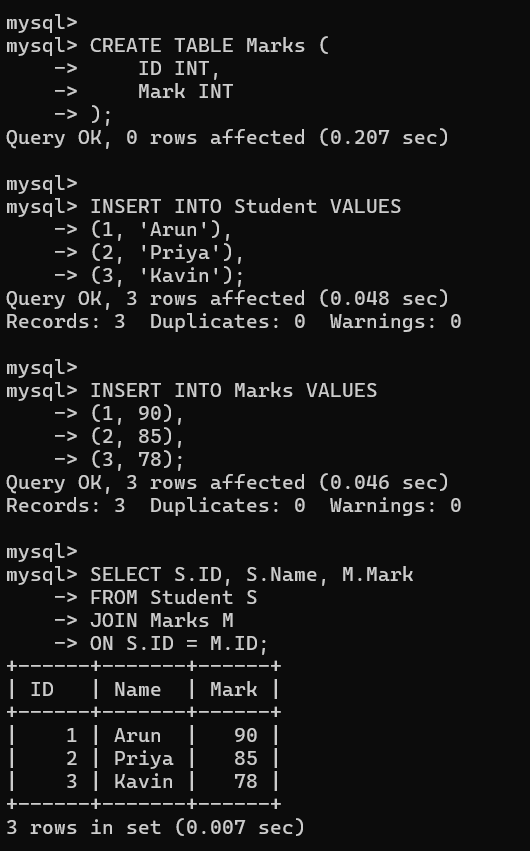 mysql>
mysql> CREATE TABLE Marks (
    ->     ID INT,
    ->     Mark INT
    -> );
Query OK, 0 rows affected (0.207 sec)

mysql>
mysql> INSERT INTO Student VALUES
    -> (1, 'Arun'),
    -> (2, 'Priya'),
    -> (3, 'Kavin');
Query OK, 3 rows affected (0.048 sec)
Records: 3  Duplicates: 0  Warnings: 0

mysql>
mysql> INSERT INTO Marks VALUES
    -> (1, 90),
    -> (2, 85),
    -> (3, 78);
Query OK, 3 rows affected (0.046 sec)
Records: 3  Duplicates: 0  Warnings: 0

mysql>
mysql> SELECT S.ID, S.Name, M.Mark
    -> FROM Student S
    -> JOIN Marks M
    -> ON S.ID = M.ID;
+------+-------+------+
| ID   | Name  | Mark |
+------+-------+------+
|    1 | Arun  |   90 |
|    2 | Priya |   85 |
|    3 | Kavin |   78 |
+------+-------+------+
3 rows in set (0.007 sec)